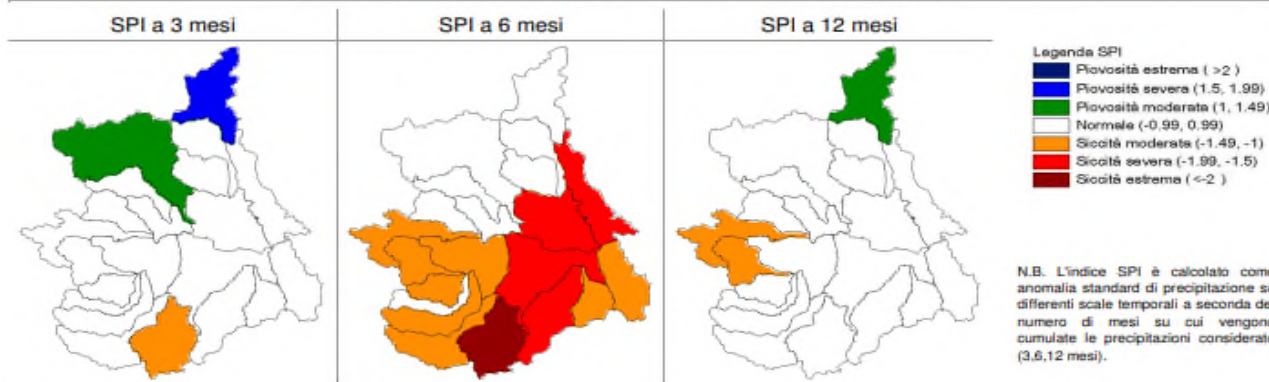 SPI a 3 mesi
SPI a 6 mesi
SPI a 12 mesi
Legenda SPI
Piovosità estrema ( >2 )
Piovosità severa (1.5, 1.99)
Piovosità moderata (1, 1.49)
Normale (-0.99, 0.99)
Siccità moderata (-1.49, -1)
Siccità severa (-1.99, -1.5)
Siccità estrema (<-2 )
N.B. L'indice SPI è calcolato come
anomalia standard di precipitazione su
differenti scale temporali a seconda del
numero di mesi su cui vengono
cumulate le precipitazioni considerate
(3,6,12 mesi).